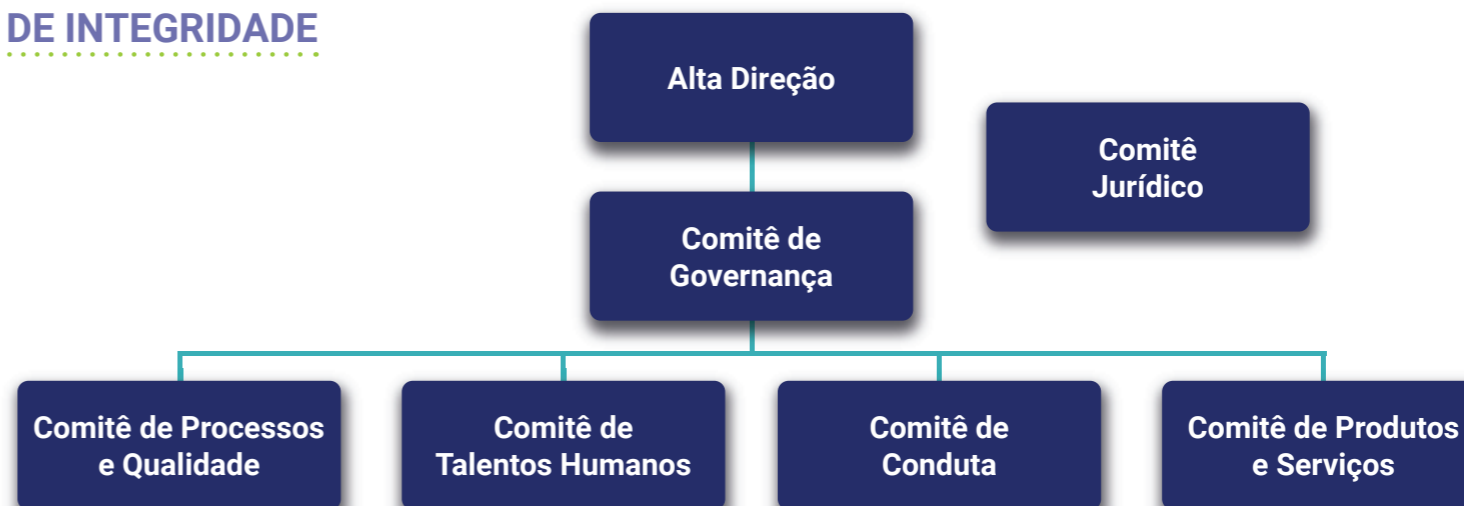 DE INTEGRIDADE
Alta Direção
Comitê
Jurídico
Comitê de
Governança
Comitê de Processos
e Qualidade
Comitê de
Talentos Humanos
Comitê de
Conduta
Comitê de Produtos
e Serviços